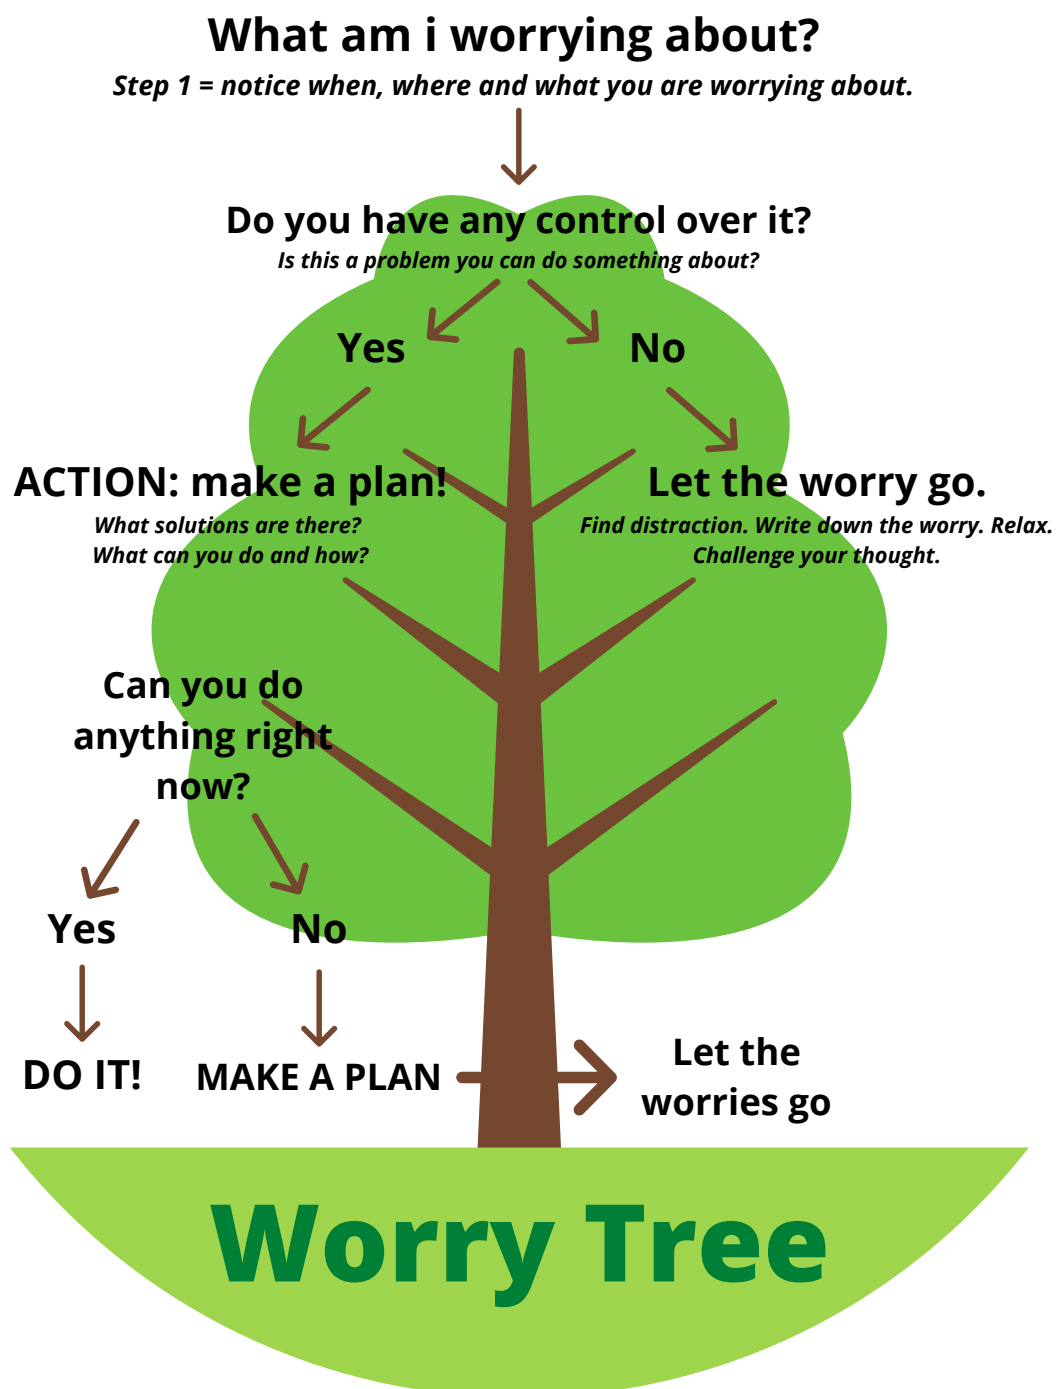 What am i worrying about?
Step 1 = notice when, where and what you are worrying about.
Do you have any control over it?
Is this a problem you can do something about?
Yes
No
ACTION: make a plan!
What solutions are there?
What can you do and how?
Let the worry go.
Find distraction. Write down the worry. Relax.
Challenge your thought.
Can you do
anything right
now?
Yes
No
DO IT!
MAKE A PLAN
Let the
worries go
Worry Tree